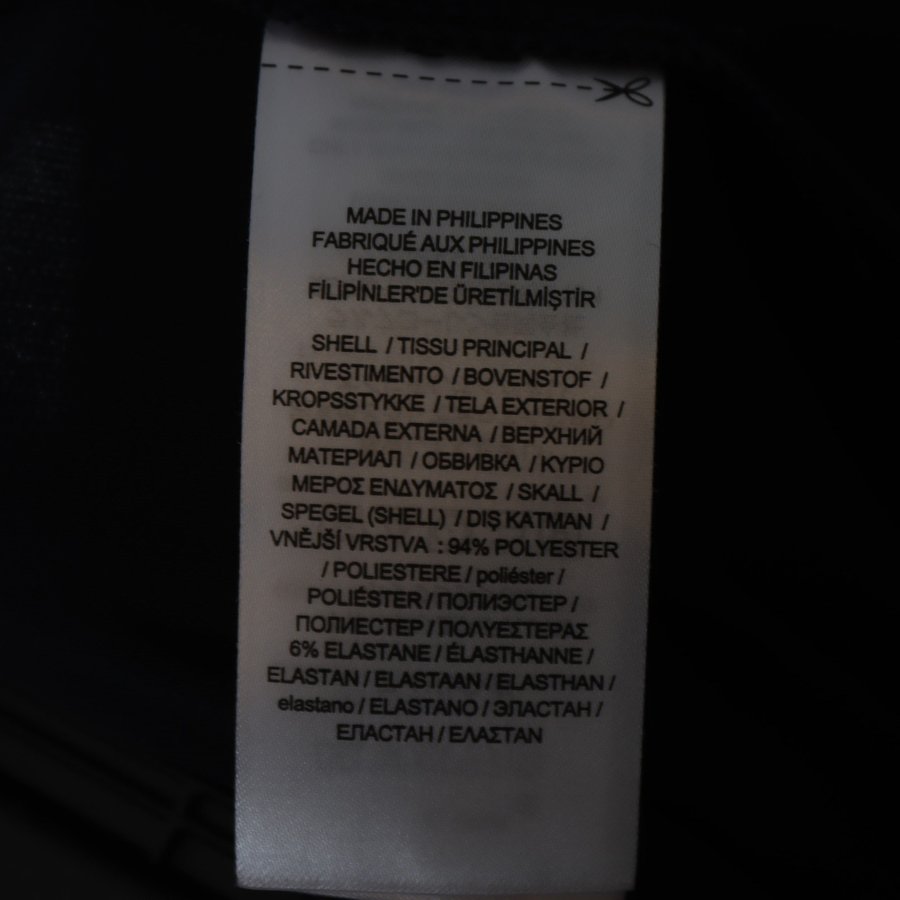 MADE IN PHILIPPINES
FABRIQUÉ AUX PHILIPPINES
HECHO EN FILIPINAS
FİLİPİNLER'DE ÜRETİLMİŞTİR
SHELL / TISSU PRINCIPAL /
RIVESTIMENTO / BOVENSTOF /
KROPSSTYKKE / TELA EXTERIOR /
CAMADA EXTERNA / ВЕРХНИЙ
МАТЕРИАЛ / ОБВИВКА / ΚΥΡΙΟ
ΜΕΡΟΣ ΕΝΔΥΜΑΤΟΣ / SKALL /
SPEGEL (SHELL) / DIŞ KATMAN /
VNĚJŠÍ VRSTVA : 94% POLYESTER
/ POLIESTERE / poliéster /
POLIÉSTER / ПОЛИЭСТЕР /
ПОЛИЕСТЕР / ΠΟΛΥΕΣΤΕΡΑΣ
6% ELASTANE / ÉLASTHANNE /
ELASTAN / ELASTAAN / ELASTHAN /
elastano / ELASTANO / ЭЛАСТАН /
ЕЛАСТАН / ΕΛΑΣΤΑΝ